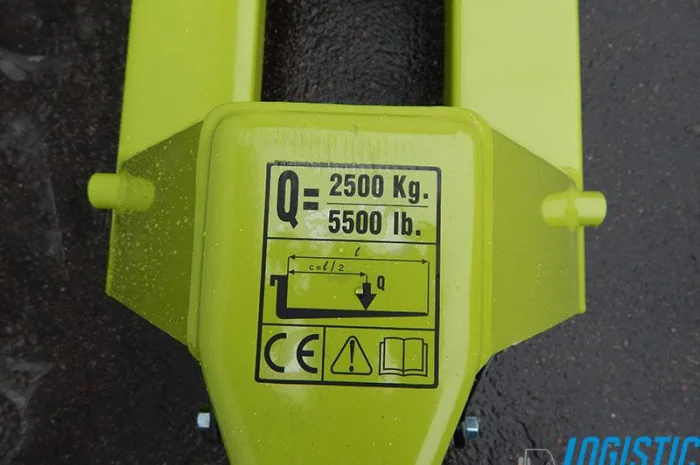 Q= 2500 Kg.
5500 lb.
l
c=l/2
Q
CE
LOGISTIC